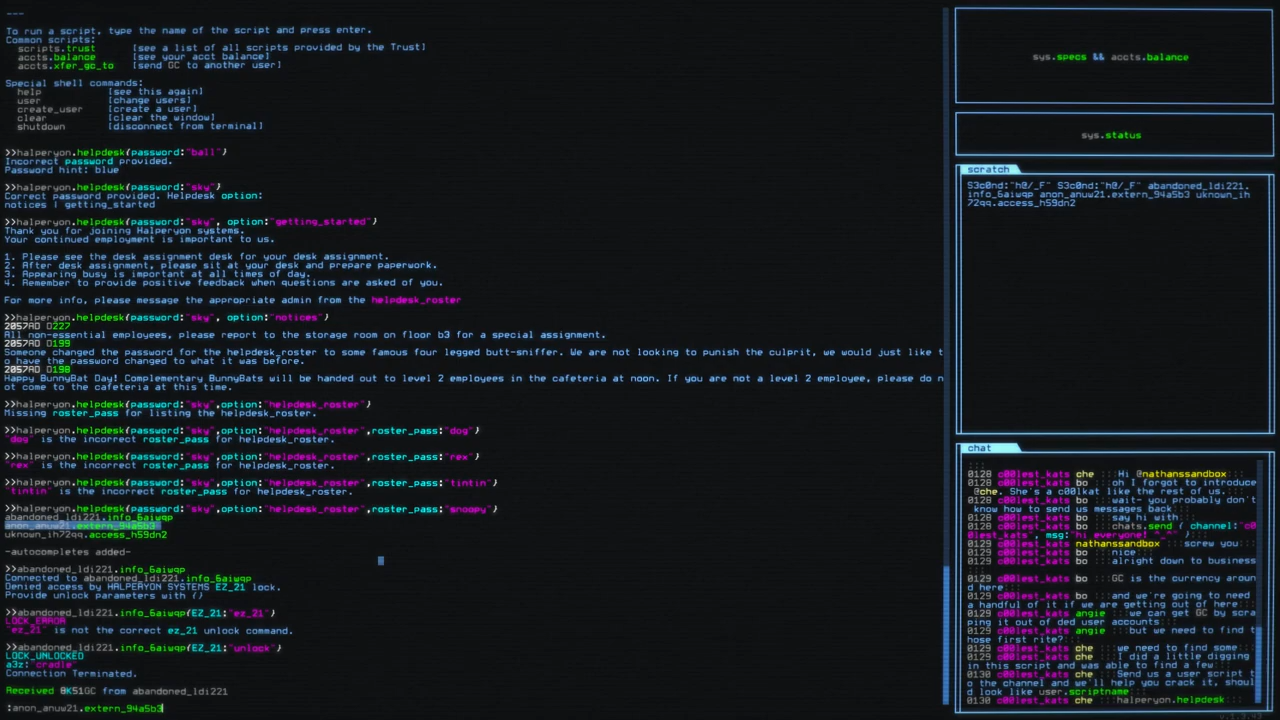 ---
To run a script, type the name of the script and press enter.
Common scripts:
scripts.trust [see a list of all scripts provided by the Trust]
accts.balance [see your acct balance]
accts.xfer_gc_to [send GC to another user]
Special shell commands:
help [see this again]
user [change users]
create_user [create a user]
clear [clear the window]
shutdown [disconnect from terminal]
>>halperyon.helpdesk{password:"ball"}
Incorrect password provided.
Password hint: blue
>>halperyon.helpdesk{password:"sky"}
Correct password provided. Helpdesk option:
notices | getting_started
>>halperyon.helpdesk{password:"sky", option:"getting_started"}
Thank you for joining Halperyon systems.
Your continued employment is important to us.
1. Please see the desk assignment desk for your desk assignment.
2. After desk assignment, please sit at your desk and prepare paperwork.
3. Appearing busy is important at all times of day.
4. Remember to provide positive feedback when questions are asked of you.
For more info, please message the appropriate admin from the helpdesk_roster
>>halperyon.helpdesk{password:"sky", option:"notices"}
2057AD D227
All non-essential employees, please report to the storage room on floor b3 for a special assignment.
2057AD D199
Someone changed the password for the helpdesk_roster to some famous four legged butt-sniffer. We are not looking to punish the culprit, we would just like t
o have the password changed to what it was before.
2057AD D198
Happy BunnyBat Day! Complementary BunnyBats will be handed out to level 2 employees in the cafeteria at noon. If you are not a level 2 employee, please do n
ot come to the cafeteria at this time.
>>halperyon.helpdesk{password:"sky",option:"helpdesk_roster"}
Missing roster_pass for listing the helpdesk_roster.
>>halperyon.helpdesk{password:"sky",option:"helpdesk_roster",roster_pass:"dog"}
"dog" is the incorrect roster_pass for helpdesk_roster.
>>halperyon.helpdesk{password:"sky",option:"helpdesk_roster",roster_pass:"rex"}
"rex" is the incorrect roster_pass for helpdesk_roster.
>>halperyon.helpdesk{password:"sky",option:"helpdesk_roster",roster_pass:"tintin"}
"tintin" is the incorrect roster_pass for helpdesk_roster.
>>halperyon.helpdesk{password:"sky",option:"helpdesk_roster",roster_pass:"snoopy"}
abandoned_ldi221.info_6aiwqp
anon_anuw21.extern_94a5b3
uknown_ih72qq.access_h59dn2
-autocompletes added-
>>abandoned_ldi221.info_6aiwqp
Connected to abandoned_ldi221.info_6aiwqp
Denied access by HALPERYON SYSTEMS EZ_21 lock.
Provide unlock parameters with {}
>>abandoned_ldi221.info_6aiwqp{EZ_21:"ez_21"}
LOCK_ERROR
"ez_21" is not the correct ez_21 unlock command.
>>abandoned_ldi221.info_6aiwqp{EZ_21:"unlock"}
LOCK_UNLOCKED
a3z:"cradle"
Connection Terminated.
Received 8K51GC from abandoned_ldi221
:anon_anuw21.extern_94a5b3
sys.specs && accts.balance
sys.status
scratch
S3c0nd:"h@/_F" S3c0nd:"h@/_F" abandoned_ldi221.
info_6aiwqp anon_anuw21.extern_94a5b3 uknown_ih
72qq.access_h59dn2
chat
:::
0128 c00lest_kats che :::Hi @nathanssandbox:::
0128 c00lest_kats bo :::oh I forgot to introduce
@che. She's a c00lkat like the rest of us.:::
0128 c00lest_kats bo :::wait- you probably don't
know how to send us messages back:::
0128 c00lest_kats bo :::say hi with:::
0128 c00lest_kats bo :::chats.send { channel:"c0
0lest_kats", msg:"hi everyone! ^_^" }:::
0129 c00lest_kats nathanssandbox :::screw you:::
0129 c00lest_kats bo :::nice:::
0129 c00lest_kats bo :::alright down to business
:::
0129 c00lest_kats bo :::GC is the currency aroun
d here:::
0129 c00lest_kats bo :::and we're going to need
a handful of it if we are getting out of here:::
0129 c00lest_kats angie :::we can get GC by scra
ping it out of ded user accounts:::
0129 c00lest_kats angie :::but we need to find t
hose first rite?:::
0129 c00lest_kats che :::we need to find some:::
0129 c00lest_kats che :::I did a little digging
in this script and was able to find a few:::
0130 c00lest_kats che :::Send us a user script t
o the channel and we'll help you crack it, shoul
d look like user.scriptname:::
0130 c00lest_kats che :::halperyon.helpdesk:::